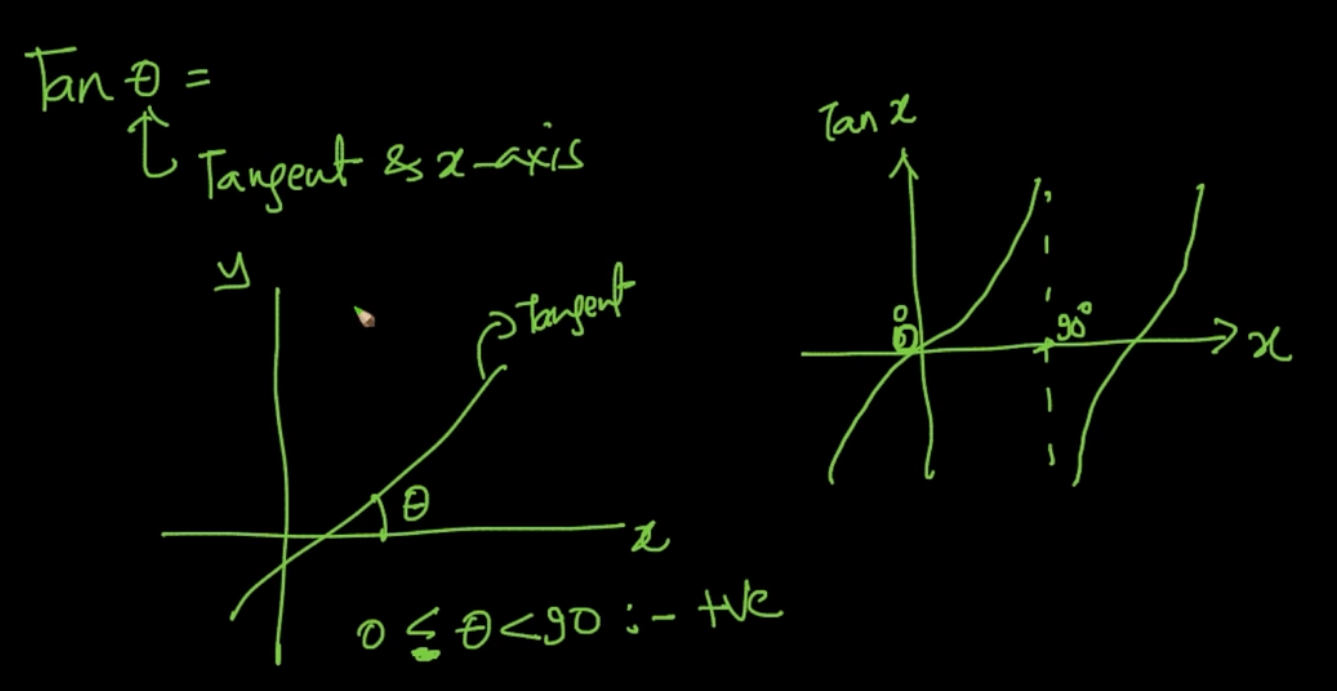 Tan θ =
Tangent & x-axis
y
Tangent
θ
x
0 ≤ θ < 90 :- +ve
Tan x
0°
90°
x